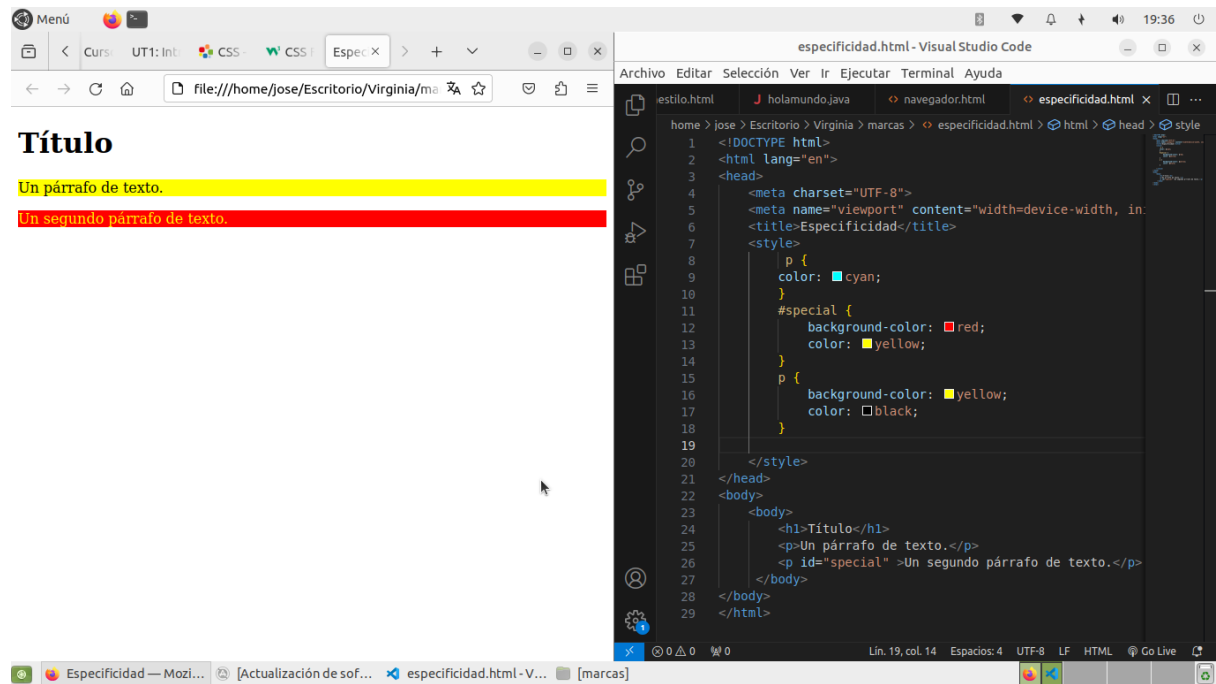 Menú
19:36
Curs
UT1: Int
CSS -
CSS
Espec
file:///home/jose/Escritorio/Virginia/ma
Título
Un párrafo de texto.
Un segundo párrafo de texto.
especificidad.html - Visual Studio Code
Archivo Editar Selección Ver Ir Ejecutar Terminal Ayuda
estilo.html holamundo.java navegador.html especificidad.html
home > jose > Escritorio > Virginia > marcas > especificidad.html > html > head > style
1 <!DOCTYPE html>
2 <html lang="en">
3 <head>
4 <meta charset="UTF-8">
5 <meta name="viewport" content="width=device-width, in
6 <title>Especificidad</title>
7 <style>
8 p {
9 color: cyan;
10 }
11 #special {
12 background-color: red;
13 color: yellow;
14 }
15 p {
16 background-color: yellow;
17 color: black;
18 }
19
20 </style>
21 </head>
22 <body>
23 <body>
24 <h1>Título</h1>
25 <p>Un párrafo de texto.</p>
26 <p id="special" >Un segundo párrafo de texto.</p>
27 </body>
28 </body>
29 </html>
1
0 0 0 Lín. 19, col. 14 Espacios: 4 UTF-8 LF HTML Go Live
Especificidad — Mozi... [Actualización de sof... especificidad.html - V... [marcas]